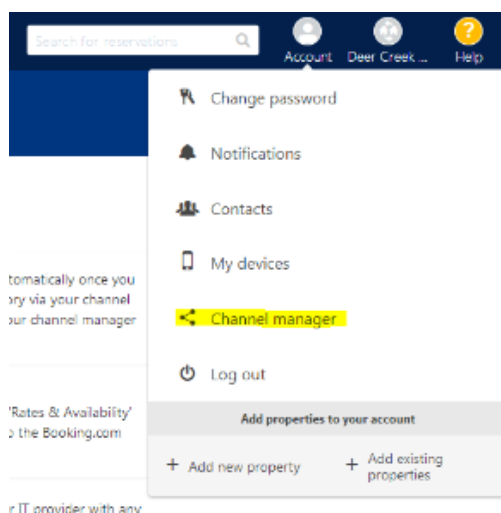 Search for reservations
Account
Deer Creek ...
Help
Change password
Notifications
Contacts
My devices
Channel manager
Log out
Add properties to your account
+ Add new property
+ Add existing
properties
tomatically once you
ory via your channel
our channel manager
'Rates & Availability'
the Booking.com
r IT provider with any